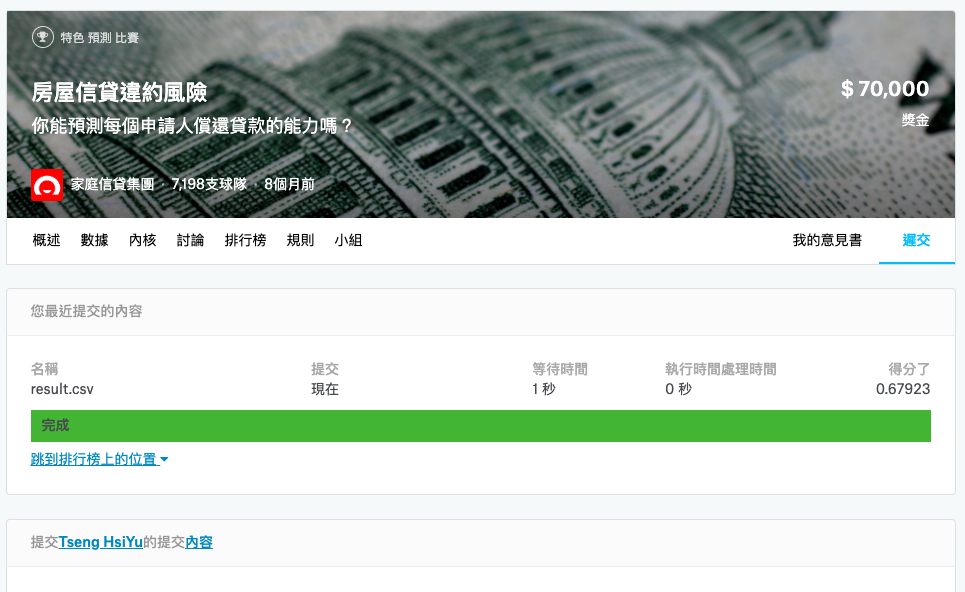 特色 預測 比賽
房屋信貸違約風險
$ 70,000
你能預測每個申請人償還貸款的能力嗎？
獎金
家庭信貸集團 · 7,198支球隊 · 8個月前
概述 數據 內核 討論 排行榜 規則 小組 我的意見書 遲交
您最近提交的內容
名稱 提交 等待時間 執行時間處理時間 得分了
result.csv 現在 1 秒 0 秒 0.67923
完成
跳到排行榜上的位置
提交Tseng HsiYu的提交內容